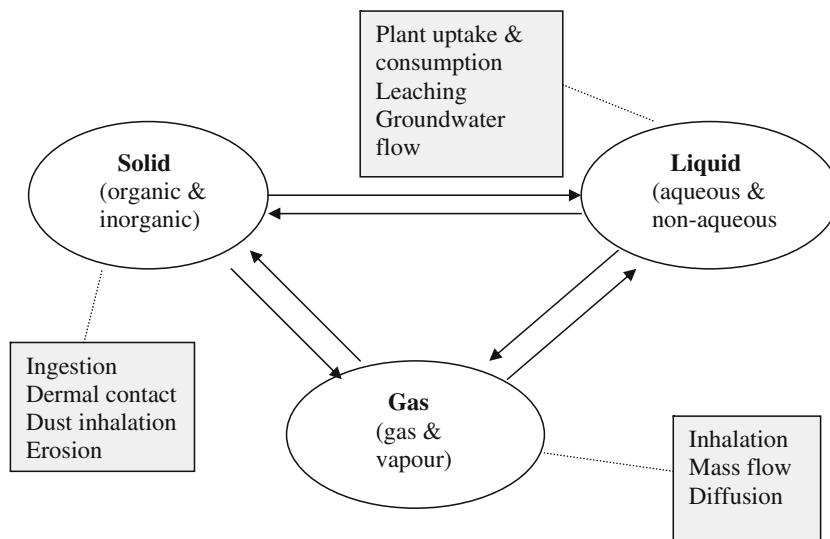 Plant uptake &
consumption
Leaching
Groundwater
flow
Solid
(organic &
inorganic)
Liquid
(aqueous &
non-aqueous
Ingestion
Dermal contact
Dust inhalation
Erosion
Gas
(gas &
vapour)
Inhalation
Mass flow
Diffusion